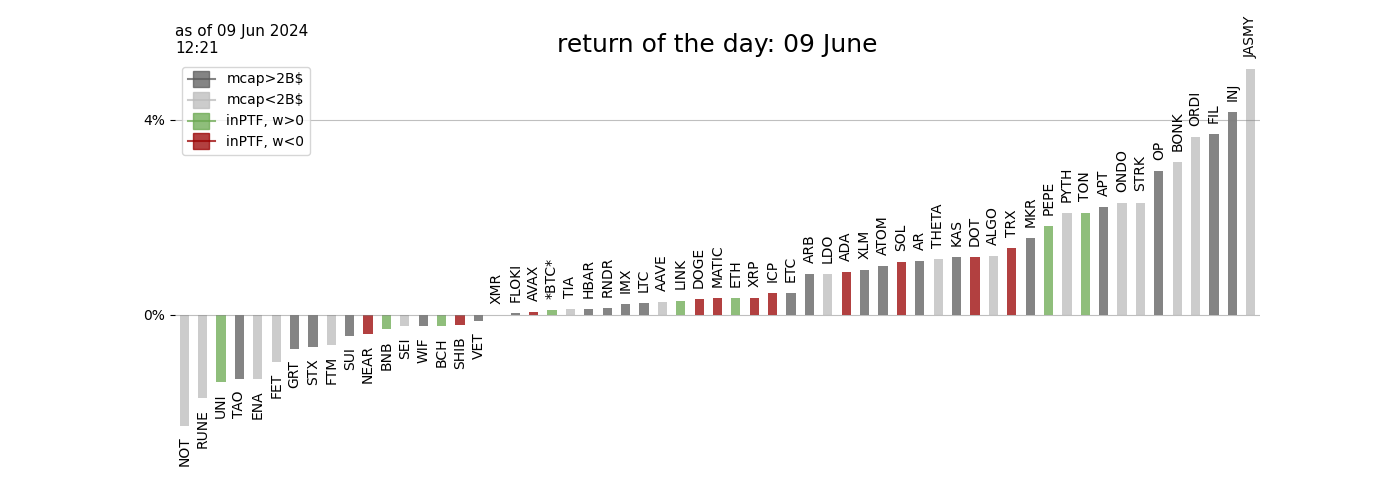 as of 09 Jun 2024
12:21
return of the day: 09 June
mcap>2B$
mcap<2B$
inPTF, w>0
inPTF, w<0
4%
0%
NOT
RUNE
UNI
TAO
ENA
FET
GRT
STX
FTM
SUI
NEAR
BNB
SEI
WIF
BCH
SHIB
VET
XMR
FLOKI
AVAX
*BTC*
TIA
HBAR
RNDR
IMX
LTC
AAVE
LINK
DOGE
MATIC
ETH
XRP
ICP
ETC
ARB
LDO
ADA
XLM
ATOM
SOL
AR
THETA
KAS
DOT
ALGO
TRX
MKR
PEPE
PYTH
TON
APT
ONDO
STRK
OP
BONK
ORDI
FIL
INJ
JASMY